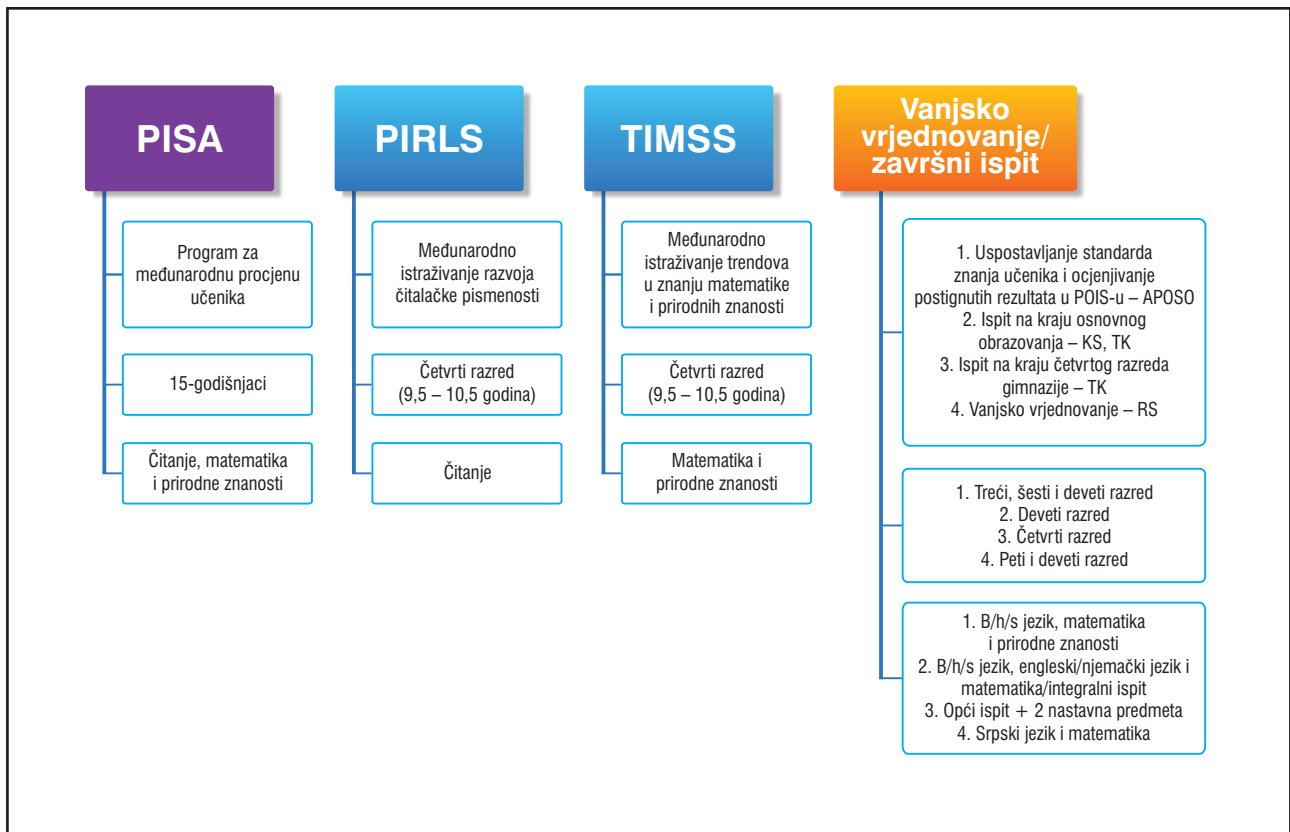 PISA
Program za
međunarodnu procjenu
učenika
15-godišnjaci
Čitanje, matematika
i prirodne znanosti
PIRLS
Međunarodno
istraživanje razvoja
čitalačke pismenosti
Četvrti razred
(9,5 – 10,5 godina)
Čitanje
TIMSS
Međunarodno
istraživanje trendova
u znanju matematike
i prirodnih znanosti
Četvrti razred
(9,5 – 10,5 godina)
Matematika i
prirodne znanosti
Vanjsko
vrjednovanje/
završni ispit
1. Uspostavljanje standarda
znanja učenika i ocjenjivanje
postignutih rezultata u POIS-u – APOSO
2. Ispit na kraju osnovnog
obrazovanja – KS, TK
3. Ispit na kraju četvrtog razreda
gimnazije – TK
4. Vanjsko vrjednovanje – RS
1. Treći, šesti i deveti razred
2. Deveti razred
3. Četvrti razred
4. Peti i deveti razred
1. B/h/s jezik, matematika
i prirodne znanosti
2. B/h/s jezik, engleski/njemački jezik i
matematika/integralni ispit
3. Opći ispit + 2 nastavna predmeta
4. Srpski jezik i matematika